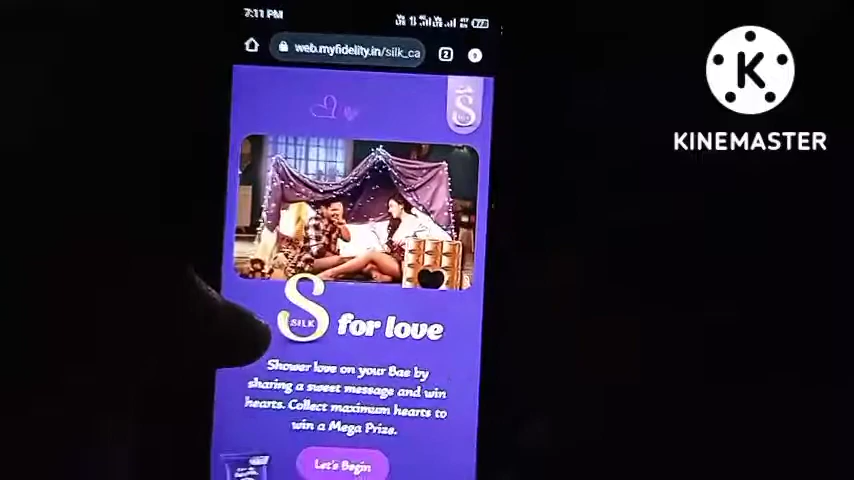 7:11 PM
web.myfidelity.in/silk_ca
2
S
K
KINEMASTER
S
SILK
for love
Shower love on your Bae by
sharing a sweet message and win
hearts. Collect maximum hearts to
win a Mega Prize.
Let's Begin